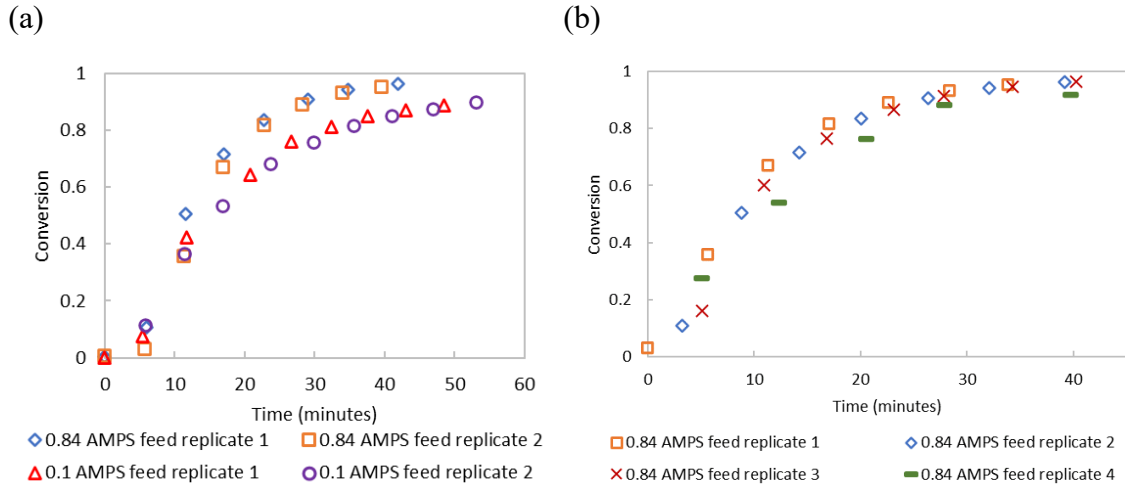 (a)
1
0.8
0.6
0.4
0.2
0
Conversion
0 10 20 30 40 50 60
Time (minutes)
0.84 AMPS feed replicate 1 0.84 AMPS feed replicate 2
0.1 AMPS feed replicate 1 0.1 AMPS feed replicate 2
(b)
1
0.8
0.6
0.4
0.2
0
Conversion
0 10 20 30 40
Time (minutes)
0.84 AMPS feed replicate 1 0.84 AMPS feed replicate 2
0.84 AMPS feed replicate 3 0.84 AMPS feed replicate 4